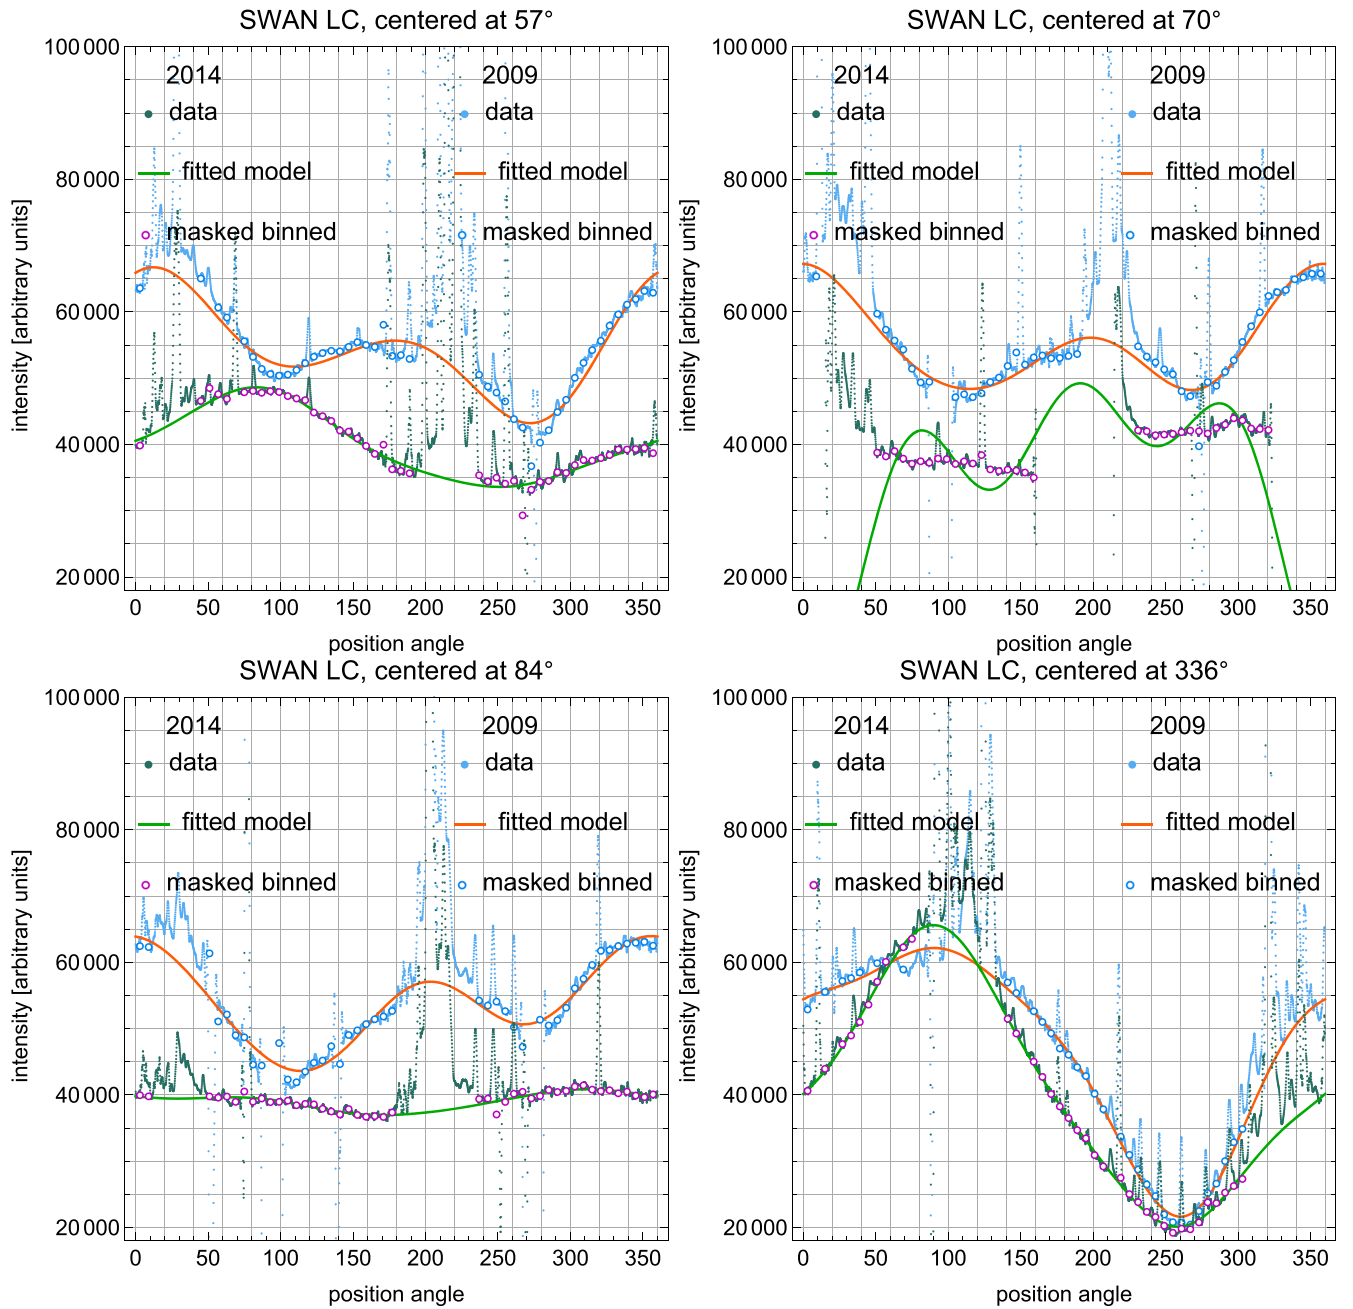 SWAN LC, centered at 57°
intensity [arbitrary units]
100 000
80 000
60 000
40 000
20 000
2014
data
fitted model
masked binned
2009
data
fitted model
masked binned
0 50 100 150 200 250 300 350
position angle
SWAN LC, centered at 70°
intensity [arbitrary units]
100 000
80 000
60 000
40 000
20 000
2014
data
fitted model
masked binned
2009
data
fitted model
masked binned
0 50 100 150 200 250 300 350
position angle
SWAN LC, centered at 84°
intensity [arbitrary units]
100 000
80 000
60 000
40 000
20 000
2014
data
fitted model
masked binned
2009
data
fitted model
masked binned
0 50 100 150 200 250 300 350
position angle
SWAN LC, centered at 336°
intensity [arbitrary units]
100 000
80 000
60 000
40 000
20 000
2014
data
fitted model
masked binned
2009
data
fitted model
masked binned
0 50 100 150 200 250 300 350
position angle